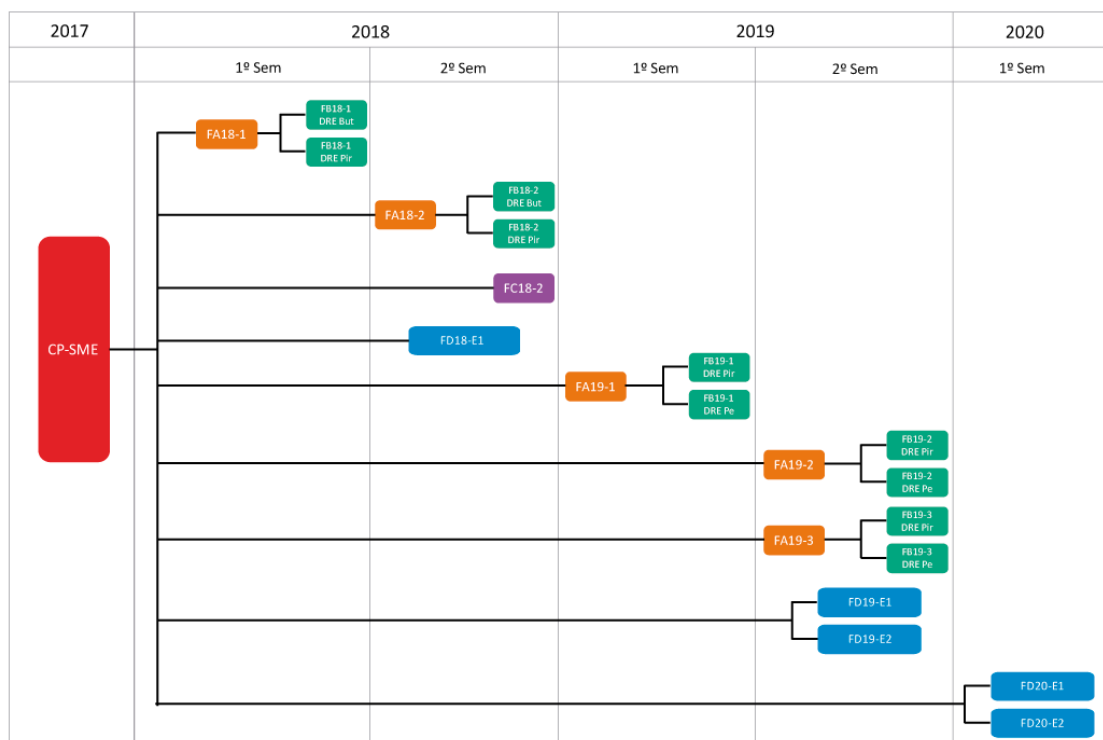 2017
2018
2019
2020
1º Sem
2º Sem
1º Sem
2º Sem
1º Sem
FB18-1
DRE But
FA18-1
FB18-1
DRE Pir
FB18-2
DRE But
FA18-2
FB18-2
DRE Pir
FC18-2
FD18-E1
CP-SME
FB19-1
DRE Pir
FA19-1
FB19-1
DRE Pe
FB19-2
DRE Pir
FA19-2
FB19-2
DRE Pe
FB19-3
DRE Pir
FA19-3
FB19-3
DRE Pe
FD19-E1
FD19-E2
FD20-E1
FD20-E2